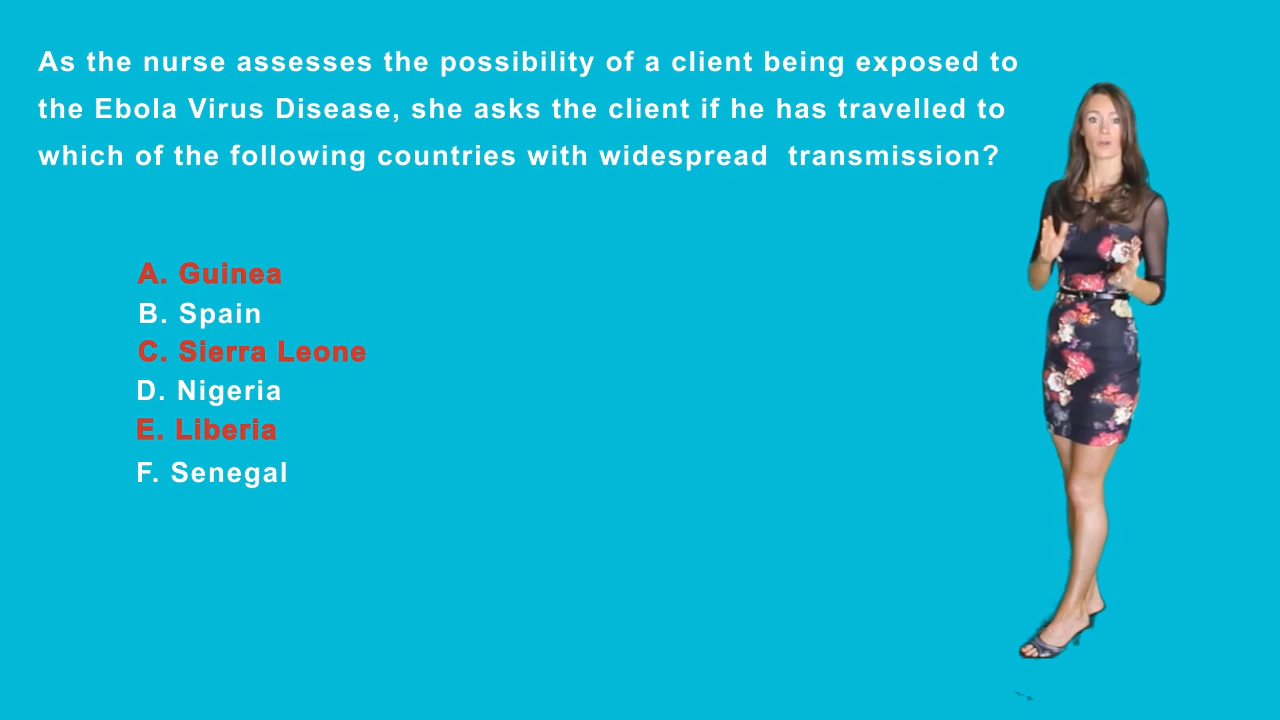 As the nurse assesses the possibility of a client being exposed to
the Ebola Virus Disease, she asks the client if he has travelled to
which of the following countries with widespread  transmission?
A. Guinea
B. Spain
C. Sierra Leone
D. Nigeria
E. Liberia
F. Senegal